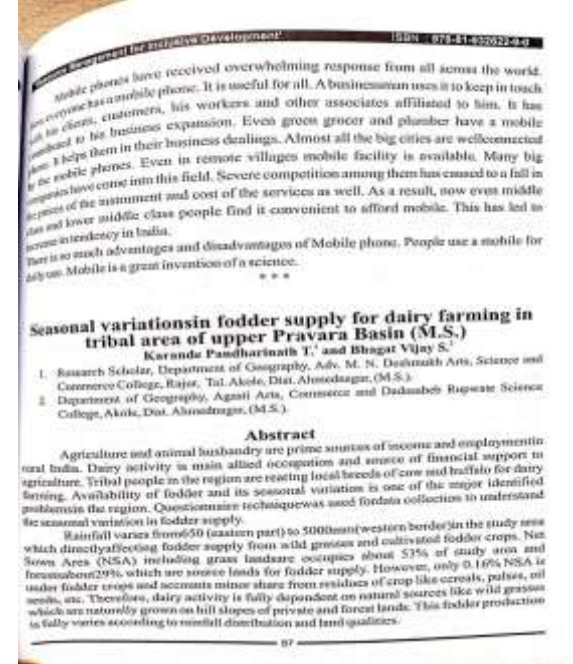 Management for Inclusive Development' ISBN 978-81-932622-9-0
Mobile phones have received overwhelming response from all across the world.
everyone has a mobile phone. It is useful for all. A businessman uses it to keep in touch
his clients, customers, his workers and other associates affiliated to him. It has
contributed to his business expansion. Even green grocer and plumber have a mobile
It helps them in their business dealings. Almost all the big cities are wellconnected
by the mobile phones. Even in remote villages mobile facility is available. Many big
companies have come into this field. Severe competition among them has caused to a fall in
the prices of the instrument and cost of the services as well. As a result, now even middle
class and lower middle class people find it convenient to afford mobile. This has led to
increase in tendency in India.
There is so much advantages and disadvantages of Mobile phone. People use a mobile for
daily use. Mobile is a great invention of a science.
* * *
Seasonal variationsin fodder supply for dairy farming in
tribal area of upper Pravara Basin (M.S.)
Karande Pandharinath T.¹ and Bhagat Vijay S.²
1. Research Scholar, Department of Geography, Adv. M. N. Deshmukh Arts, Science and
Commerce College, Rajur, Tal. Akole, Dist. Ahmednagar, (M.S.).
2. Department of Geography, Agasti Arts, Commerce and Dadasaheb Rupwate Science
College, Akole, Dist. Ahmednagar, (M.S.).
Abstract
Agriculture and animal husbandry are prime sources of income and employmentin
rural India. Dairy activity is main allied occupation and source of financial support to
agriculture. Tribal people in the region are rearing local breeds of cow and buffalo for dairy
farming. Availability of fodder and its seasonal variation is one of the major identified
problemsin the region. Questionnaire techniquewas used fordata collection to understand
the seasonal variation in fodder supply.
Rainfall varies from650 (eastern part) to 5000mm(western border)in the study area
which directlyaffecting fodder supply from wild grasses and cultivated fodder crops. Net
Sown Area (NSA) including grass landsare occupies about 53% of study area and
forestsabout29% which are source lands for fodder supply. However, only 0.16% NSA is
under fodder crops and accounts minor share from residues of crop like cereals, pulses, oil
seeds, etc. Therefore, dairy activity is fully dependent on natural sources like wild grasses
which are naturally grown on hill slopes of private and forest lands. This fodder production
is fully varies according to rainfall distribution and land qualities.
97